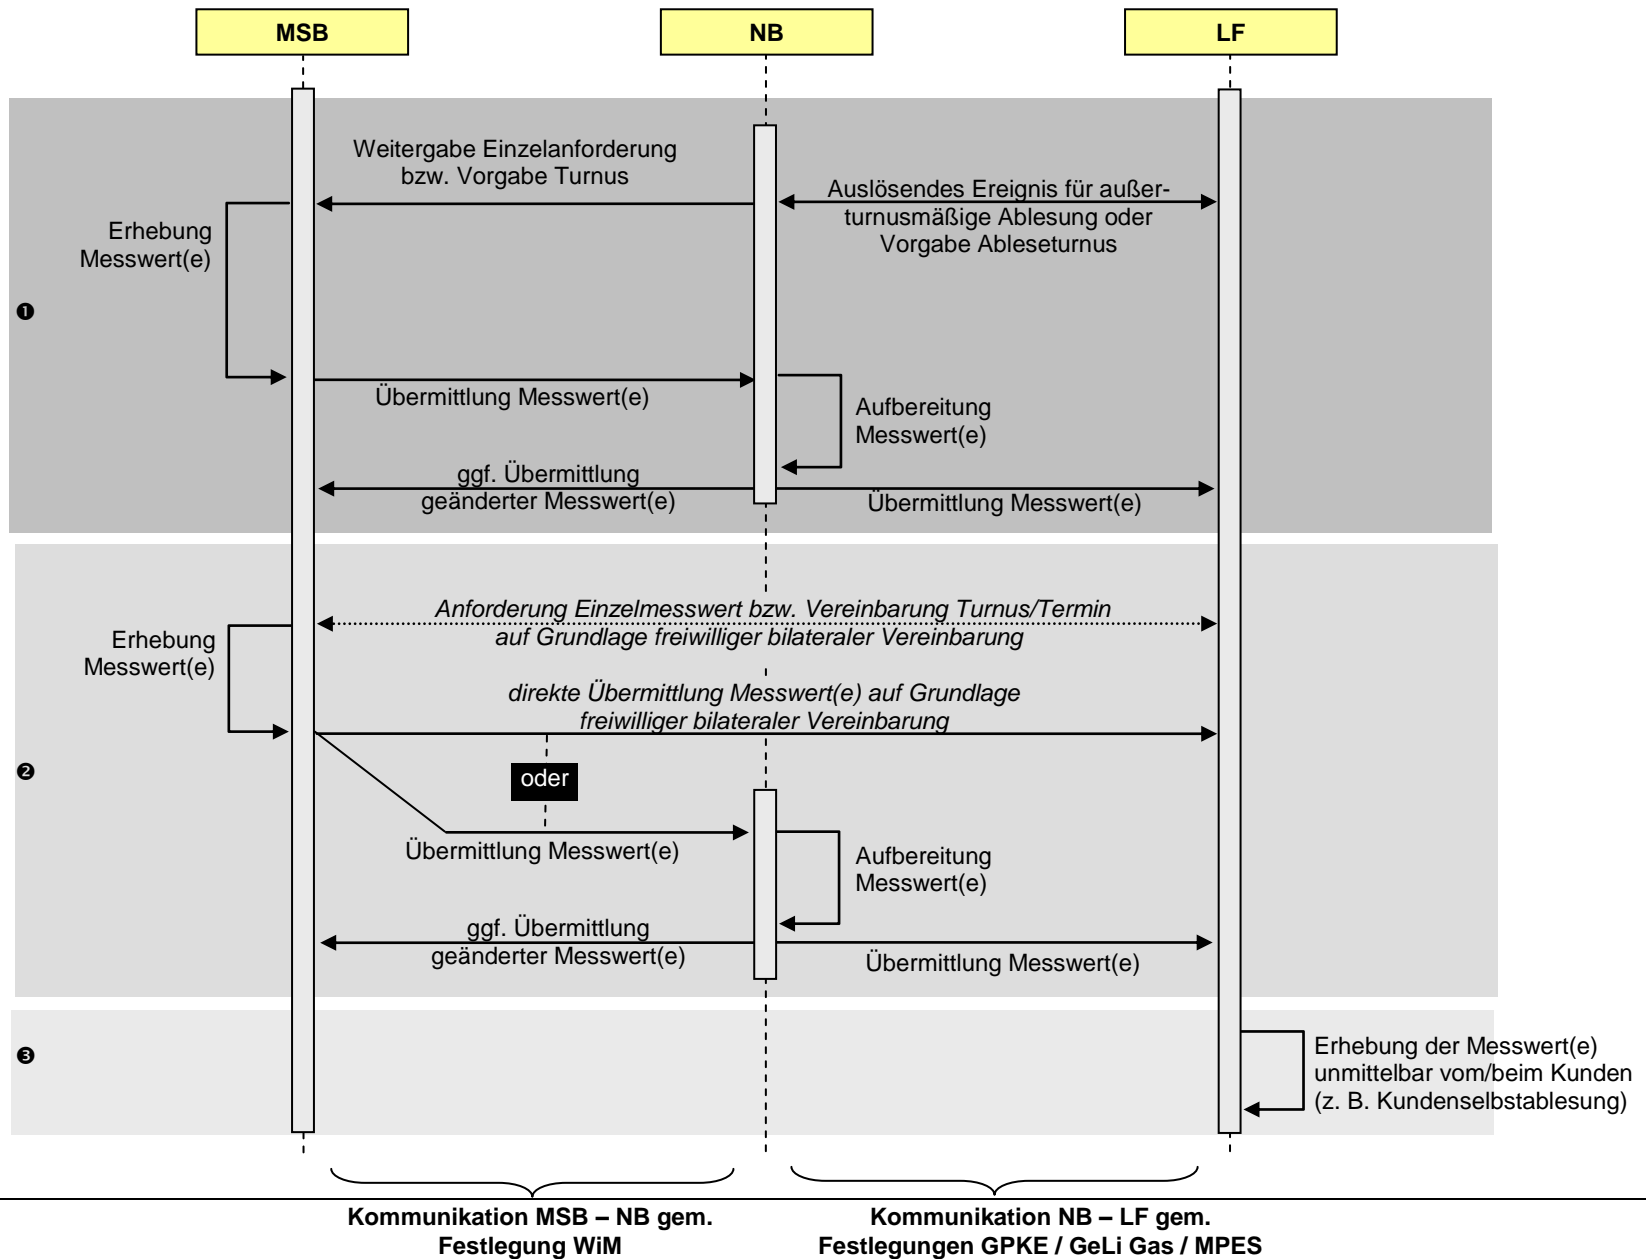 MSB
NB
LF
Weitergabe Einzelanforderung
bzw. Vorgabe Turnus
Auslösendes Ereignis für außer-
turnusmäßige Ablesung oder
Vorgabe Ableseturnus
Erhebung
Messwert(e)
❶
Übermittlung Messwert(e)
Aufbereitung
Messwert(e)
ggf. Übermittlung
geänderter Messwert(e)
Übermittlung Messwert(e)
Anforderung Einzelmesswert bzw. Vereinbarung Turnus/Termin
auf Grundlage freiwilliger bilateraler Vereinbarung
Erhebung
Messwert(e)
direkte Übermittlung Messwert(e) auf Grundlage
freiwilliger bilateraler Vereinbarung
❷
oder
Übermittlung Messwert(e)
Aufbereitung
Messwert(e)
ggf. Übermittlung
geänderter Messwert(e)
Übermittlung Messwert(e)
❸
Erhebung der Messwert(e)
unmittelbar vom/beim Kunden
(z. B. Kundenselbstablesung)
Kommunikation MSB – NB gem.
Festlegung WiM
Kommunikation NB – LF gem.
Festlegungen GPKE / GeLi Gas / MPES